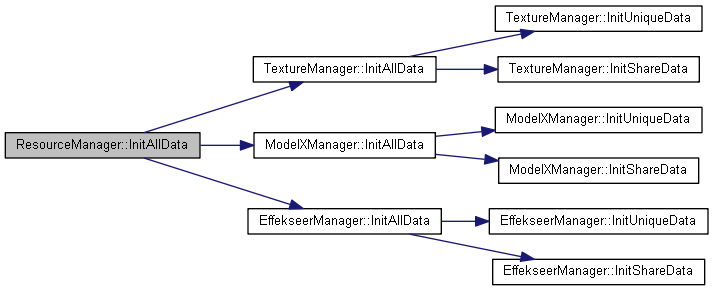 TextureManager::InitUniqueData
TextureManager::InitAllData
TextureManager::InitShareData
ModelXManager::InitUniqueData
ResourceManager::InitAllData
ModelXManager::InitAllData
ModelXManager::InitShareData
EffekseerManager::InitAllData
EffekseerManager::InitUniqueData
EffekseerManager::InitShareData